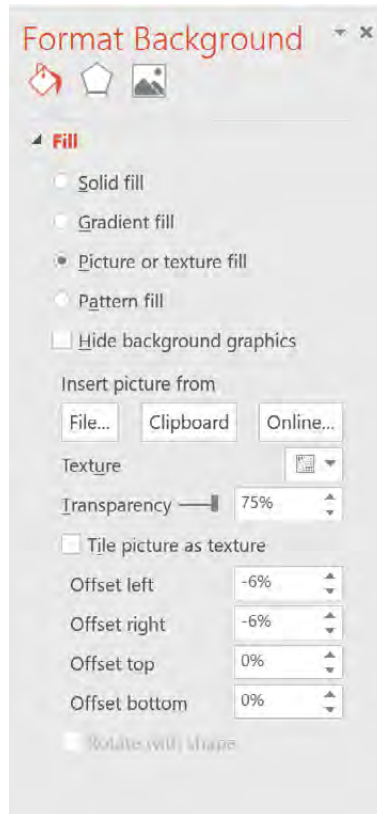 Format Background
Fill
Solid fill
Gradient fill
Picture or texture fill
Pattern fill
Hide background graphics
Insert picture from
File... Clipboard Online...
Texture
Transparency 75%
Tile picture as texture
Offset left -6%
Offset right -6%
Offset top 0%
Offset bottom 0%
Rotate with shape